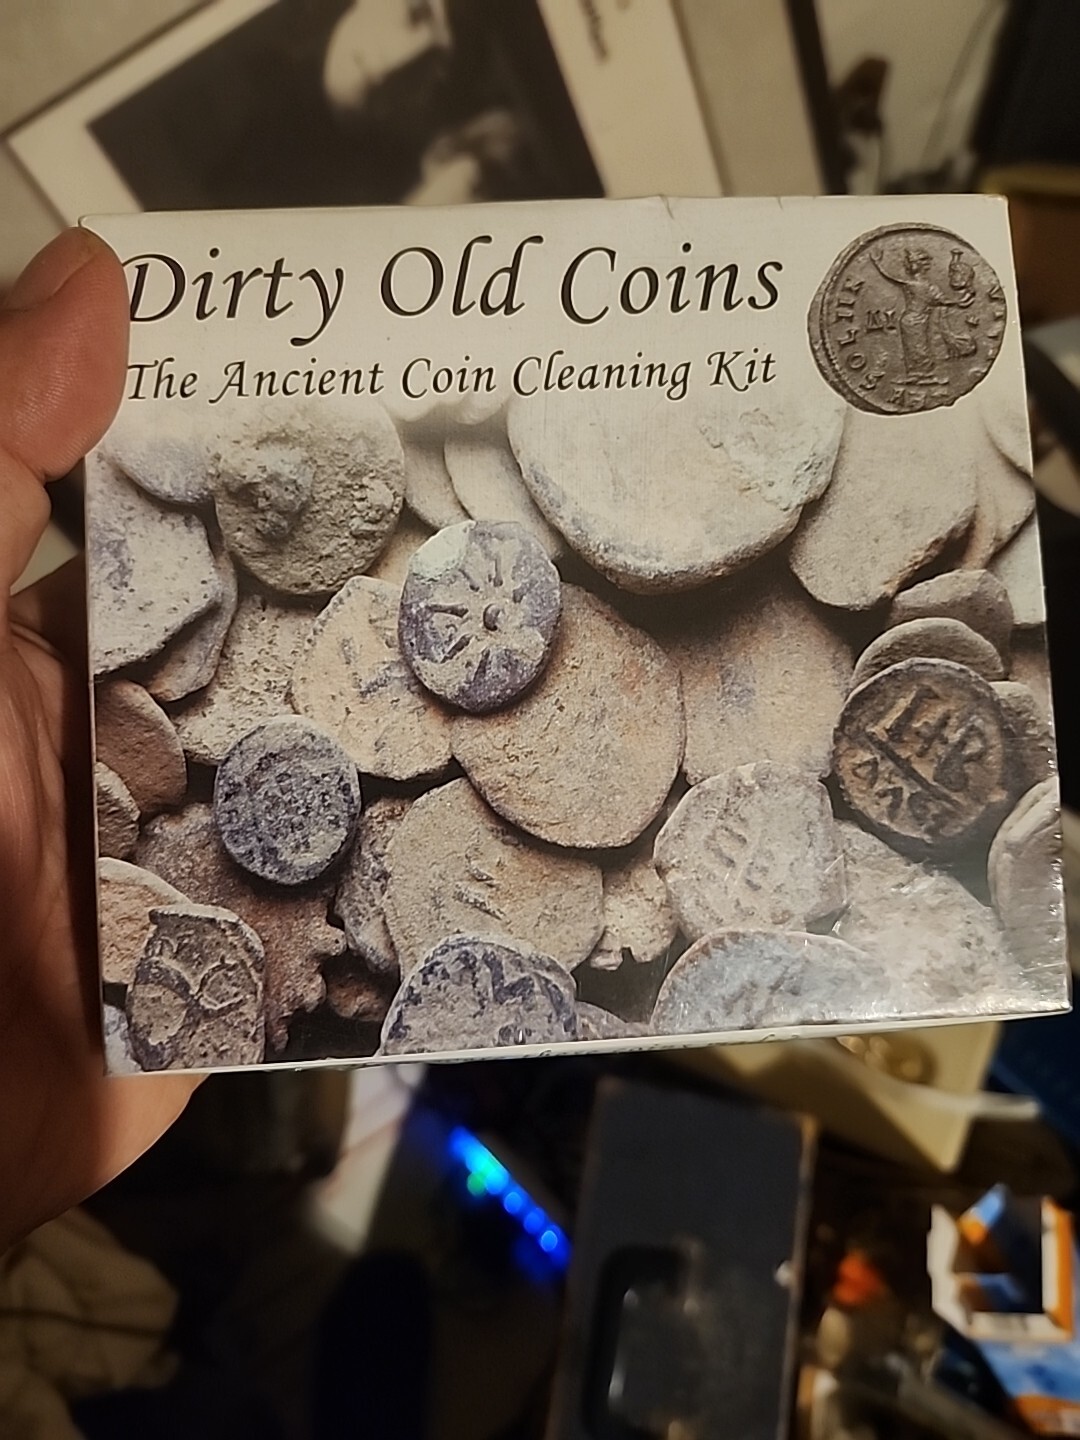 Dirty Old Coins
The Ancient Coin Cleaning Kit